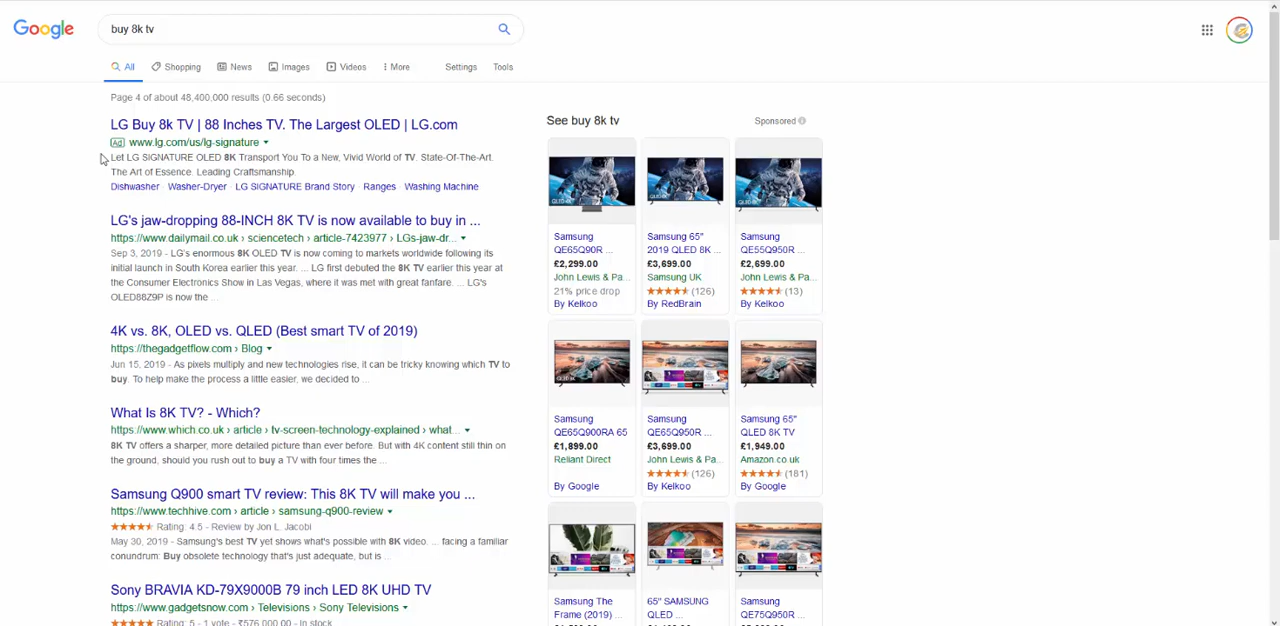 Google
buy 8k tv
All
Shopping
News
Images
Videos
More
Settings
Tools
Page 4 of about 48,400,000 results (0.66 seconds)
LG Buy 8k TV | 88 Inches TV. The Largest OLED | LG.com
Ad www.lg.com/us/lg-signature
Let LG SIGNATURE OLED 8K Transport You To a New, Vivid World of TV. State-Of-The-Art.
The Art of Essence. Leading Craftsmanship.
Dishwasher · Washer-Dryer · LG SIGNATURE Brand Story · Ranges · Washing Machine
LG's jaw-dropping 88-INCH 8K TV is now available to buy in ...
https://www.dailymail.co.uk › sciencetech › article-7423977 › LGs-jaw-dr...
Sep 3, 2019 - LG's enormous 8K OLED TV is now coming to markets worldwide following its
initial launch in South Korea earlier this year. ... LG first debuted the 8K TV earlier this year at
the Consumer Electronics Show in Las Vegas, where it was met with great fanfare. ... LG's
OLED88Z9P is now the ...
4K vs. 8K, OLED vs. QLED (Best smart TV of 2019)
https://thegadgetflow.com › Blog
Jun 15, 2019 - As pixels multiply and new technologies rise, it can be tricky knowing which TV to
buy. To help make the process a little easier, we decided to ...
What Is 8K TV? - Which?
https://www.which.co.uk › article › tv-screen-technology-explained › what...
8K TV offers a sharper, more detailed picture than ever before. But with 4K content still thin on
the ground, should you rush out to buy a TV with four times the ...
Samsung Q900 smart TV review: This 8K TV will make you ...
https://www.techhive.com › article › samsung-q900-review
Rating: 4.5 - Review by Jon L. Jacobi
May 30, 2019 - Samsung's best TV yet shows what's possible with 8K video. ... facing a familiar
conundrum: Buy obsolete technology that's just adequate, but is ...
Sony BRAVIA KD-79X9000B 79 inch LED 8K UHD TV
https://www.gadgetsnow.com › Televisions › Sony Televisions
Rating: 5 - 1 vote - ₹576,000.00 - In stock
See buy 8k tv
Sponsored
Samsung
QE65Q90R ...
£2,299.00
John Lewis & Pa...
21% price drop
By Kelkoo
Samsung 65"
2019 QLED 8K ...
£3,699.00
Samsung UK
(126)
By RedBrain
Samsung
QE55Q950R ...
£2,699.00
John Lewis & Pa...
(13)
By Kelkoo
QLED 8K
Samsung
QE65Q900RA 65
£1,899.00
Reliant Direct
By Google
Samsung
QE65Q950R ...
£3,699.00
John Lewis & Pa...
(126)
By Kelkoo
Samsung 65"
QLED 8K TV
£1,949.00
Amazon.co.uk
(181)
By Google
Samsung The
Frame (2019) ...
65" SAMSUNG
QLED ...
Samsung
QE75Q950R ...